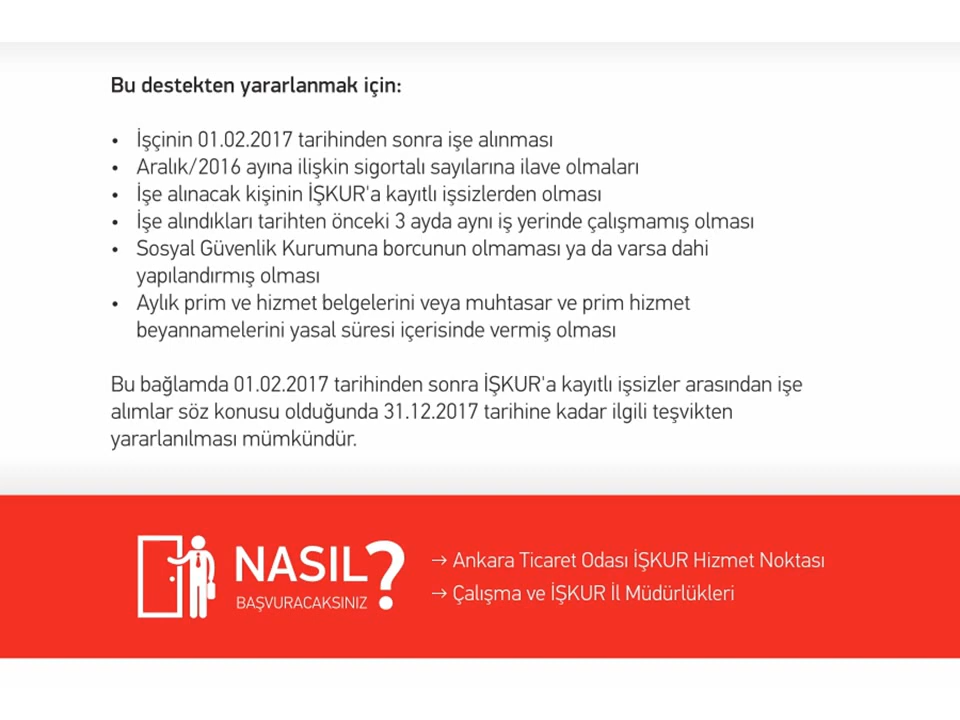 Bu destekten yararlanmak için:
• İşçinin 01.02.2017 tarihinden sonra işe alınması
• Aralık/2016 ayına ilişkin sigortalı sayılarına ilave olmaları
• İşe alınacak kişinin İŞKUR'a kayıtlı işsizlerden olması
• İşe alındıkları tarihten önceki 3 ayda aynı iş yerinde çalışmamış olması
• Sosyal Güvenlik Kurumuna borcunun olmaması ya da varsa dahi
yapılandırmış olması
• Aylık prim ve hizmet belgelerini veya muhtasar ve prim hizmet
beyannamelerini yasal süresi içerisinde vermiş olması
Bu bağlamda 01.02.2017 tarihinden sonra İŞKUR'a kayıtlı işsizler arasından işe
alımlar söz konusu olduğunda 31.12.2017 tarihine kadar ilgili teşvikten
yararlanılması mümkündür.
NASIL?
BAŞVURACAKSINIZ
→ Ankara Ticaret Odası İŞKUR Hizmet Noktası
→ Çalışma ve İŞKUR İl Müdürlükleri